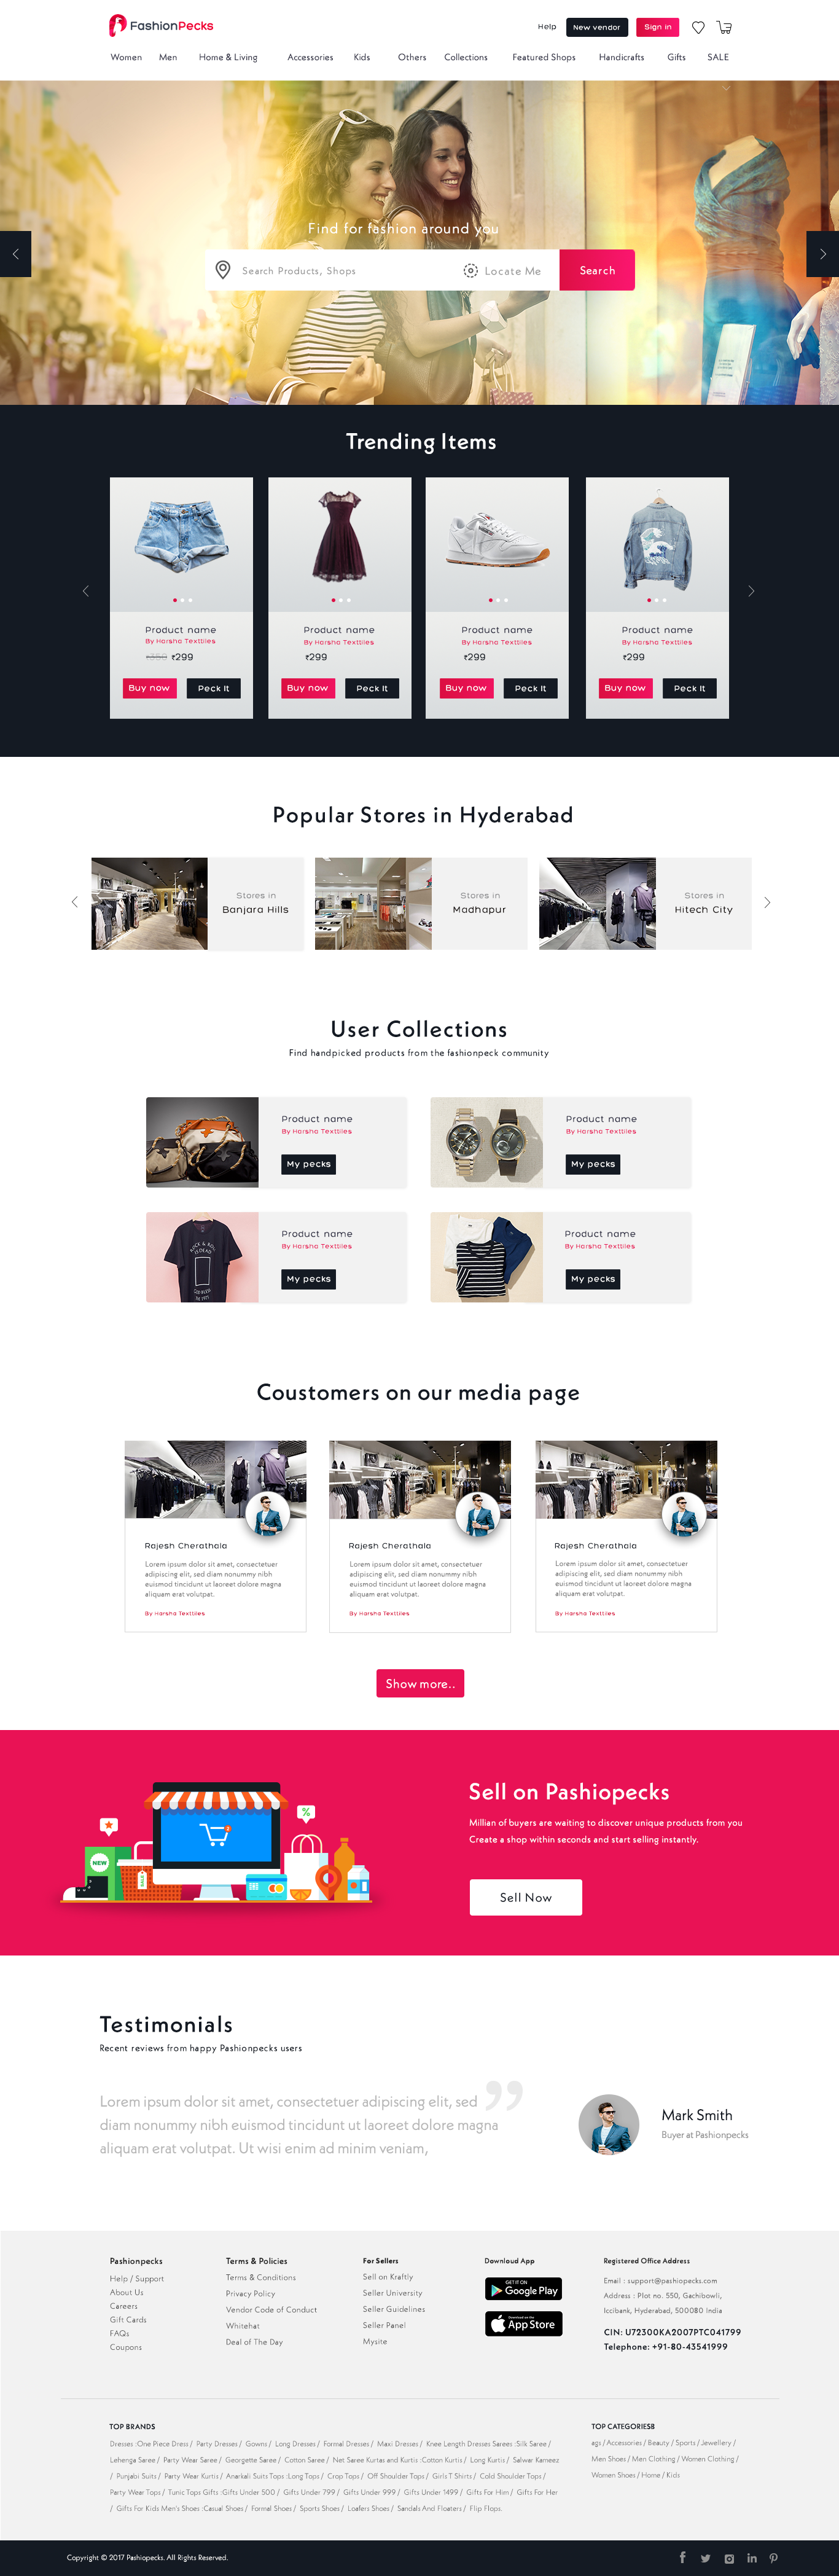 FashionPecks
Help
New vendor
Sign in
Women Men Home & Living Accessories Kids Others Collections Featured Shops Handicrafts Gifts SALE
Find for fashion around you
Search Products, Shops
Locate Me
Search
Trending Items
Product name
By Harsha Texttiles
₹350 ₹299
Buy now Peck It
Product name
By Harsha Texttiles
₹299
Buy now Peck It
Product name
By Harsha Texttiles
₹299
Buy now Peck It
Product name
By Harsha Texttiles
₹299
Buy now Peck It
Popular Stores in Hyderabad
Stores in
Banjara Hills
Stores in
Madhapur
Stores in
Hitech City
User Collections
Find handpicked products from the fashionpeck community
Product name
By Harsha Texttiles
My pecks
Product name
By Harsha Texttiles
My pecks
ROCK & ROLL
IS DEAD
Product name
By Harsha Texttiles
My pecks
Product name
By Harsha Texttiles
My pecks
Coustomers on our media page
Rajesh Cherathala
Lorem ipsum dolor sit amet, consectetuer
adipiscing elit, sed diam nonummy nibh
euismod tincidunt ut laoreet dolore magna
aliquam erat volutpat.
By Harsha Texttiles
Rajesh Cherathala
Lorem ipsum dolor sit amet, consectetuer
adipiscing elit, sed diam nonummy nibh
euismod tincidunt ut laoreet dolore magna
aliquam erat volutpat.
By Harsha Texttiles
Rajesh Cherathala
Lorem ipsum dolor sit amet, consectetuer
adipiscing elit, sed diam nonummy nibh
euismod tincidunt ut laoreet dolore magna
aliquam erat volutpat.
By Harsha Texttiles
Show more..
%
2
NEW
SALE
Sell on Pashiopecks
Millian of buyers are waiting to discover unique products from you
Create a shop within seconds and start selling instantly.
Sell Now
Testimonials
Recent reviews from happy Pashionpecks users
Lorem ipsum dolor sit amet, consectetuer adipiscing elit, sed
diam nonummy nibh euismod tincidunt ut laoreet dolore magna
aliquam erat volutpat. Ut wisi enim ad minim veniam,
”
Mark Smith
Buyer at Pashionpecks
Pashionpecks
Help / Support
About Us
Careers
Gift Cards
FAQs
Coupons
Terms & Policies
Terms & Conditions
Privacy Policy
Vendor Code of Conduct
Whitehat
Deal of The Day
For Sellers
Sell on Kraftly
Seller University
Seller Guidelines
Seller Panel
Mysite
Download App
GET IT ON
Google Play
Download on the
App Store
Registered Office Address
Email : support@pashiopecks.com
Address : Plot no. 550, Gachibowli,
Iccibank, Hyderabad, 500080 India
CIN: U72300KA2007PTC041799
Telephone: +91-80-43541999
TOP BRANDS
Dresses :One Piece Dress / Party Dresses / Gowns / Long Dresses / Formal Dresses / Maxi Dresses / Knee Length Dresses Sarees :Silk Saree /
Lehenga Saree / Party Wear Saree / Georgette Saree / Cotton Saree / Net Saree Kurtas and Kurtis :Cotton Kurtis / Long Kurtis / Salwar Kameez
/ Punjabi Suits / Party Wear Kurtis / Anarkali Suits Tops :Long Tops / Crop Tops / Off Shoulder Tops / Girls T Shirts / Cold Shoulder Tops /
Party Wear Tops / Tunic Tops Gifts :Gifts Under 500 / Gifts Under 799 / Gifts Under 999 / Gifts Under 1499 / Gifts For Him / Gifts For Her
/ Gifts For Kids Men's Shoes :Casual Shoes / Formal Shoes / Sports Shoes / Loafers Shoes / Sandals And Floaters / Flip Flops.
TOP CATEGORIESB
ags / Accessories / Beauty / Sports / Jewellery /
Men Shoes / Men Clothing / Women Clothing /
Women Shoes / Home / Kids
Copyright © 2017 Pashiopecks. All Rights Reserved.